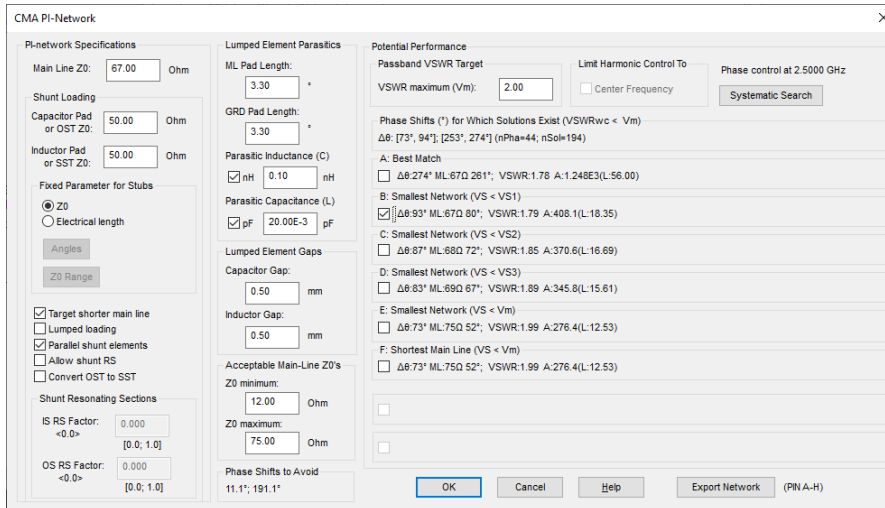 CMA PI-Network
PI-network Specifications
Main Line Z0: 67.00 Ohm
Shunt Loading
Capacitor Pad
or OST Z0: 50.00 Ohm
Inductor Pad
or SST Z0: 50.00 Ohm
Fixed Parameter for Stubs
Z0
Electrical length
Angles
Z0 Range
Target shorter main line
Lumped loading
Parallel shunt elements
Allow shunt RS
Convert OST to SST
Shunt Resonating Sections
IS RS Factor: 0.000
<0.0>
[0.0; 1.0]
OS RS Factor: 0.000
<0.0>
[0.0; 1.0]
Lumped Element Parasitics
ML Pad Length:
3.30 °
GRD Pad Length:
3.30 °
Parasitic Inductance (C)
nH 0.10 nH
Parasitic Capacitance (L)
pF 20.00E-3 pF
Lumped Element Gaps
Capacitor Gap:
0.50 mm
Inductor Gap:
0.50 mm
Acceptable Main-Line Z0's
Z0 minimum:
12.00 Ohm
Z0 maximum:
75.00 Ohm
Phase Shifts to Avoid
11.1°; 191.1°
Potential Performance
Passband VSWR Target
VSWR maximum (Vm): 2.00
Limit Harmonic Control To
Center Frequency
Phase control at 2.5000 GHz
Systematic Search
Phase Shifts (°) for Which Solutions Exist (VSWRwc < Vm)
Δθ: [73°, 94°]; [253°, 274°] (nPha=44; nSol=194)
A: Best Match
Δθ:274° ML:67Ω 261°; VSWR:1.78 A:1.248E3(L:56.00)
B: Smallest Network (VS < VS1)
Δθ:93° ML:67Ω 80°; VSWR:1.79 A:408.1(L:18.35)
C: Smallest Network (VS < VS2)
Δθ:87° ML:68Ω 72°; VSWR:1.85 A:370.6(L:16.69)
D: Smallest Network (VS < VS3)
Δθ:83° ML:69Ω 67°; VSWR:1.89 A:345.8(L:15.61)
E: Smallest Network (VS < Vm)
Δθ:73° ML:75Ω 52°; VSWR:1.99 A:276.4(L:12.53)
F: Shortest Main Line (VS < Vm)
Δθ:73° ML:75Ω 52°; VSWR:1.99 A:276.4(L:12.53)
OK Cancel Help Export Network (PIN A-H)